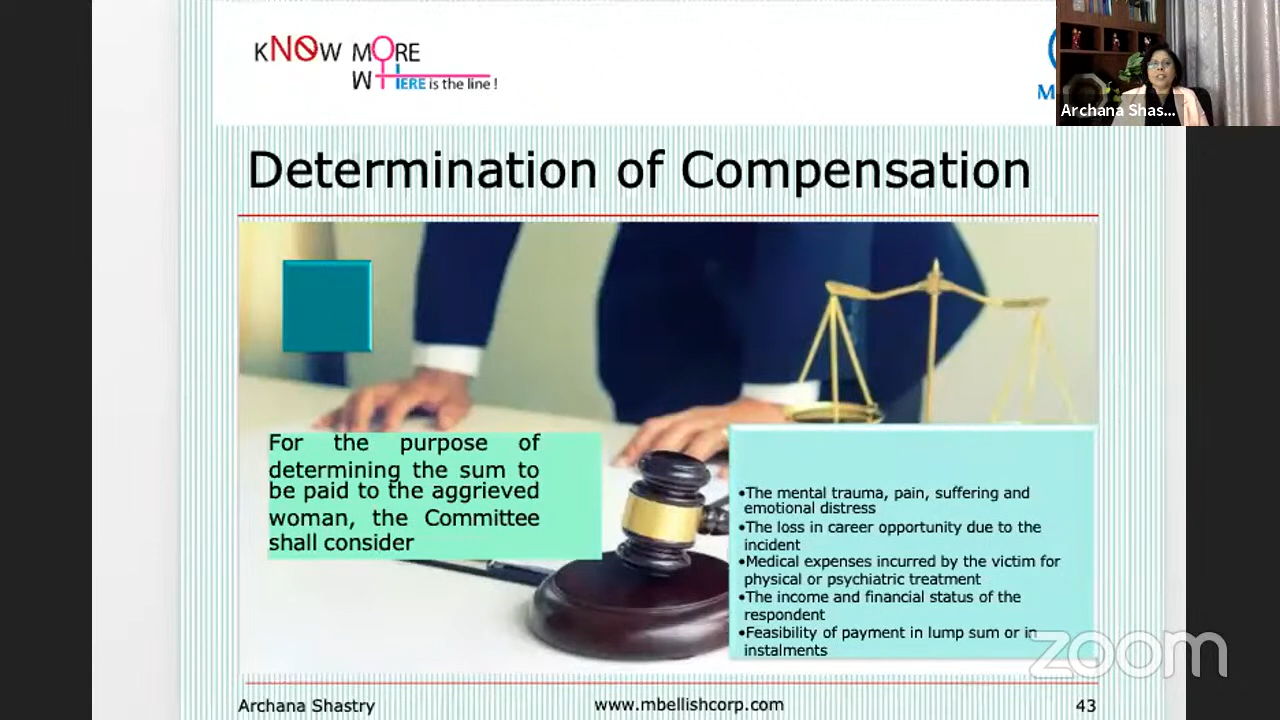 KNOW MORE
WHERE is the line!
M
Archana Shas...
Determination of Compensation
For the purpose of
determining the sum to
be paid to the aggrieved
woman, the Committee
shall consider
•The mental trauma, pain, suffering and
emotional distress
•The loss in career opportunity due to the
incident
•Medical expenses incurred by the victim for
physical or psychiatric treatment
•The income and financial status of the
respondent
•Feasibility of payment in lump sum or in
instalments
zoom
Archana Shastry
www.mbellishcorp.com
43